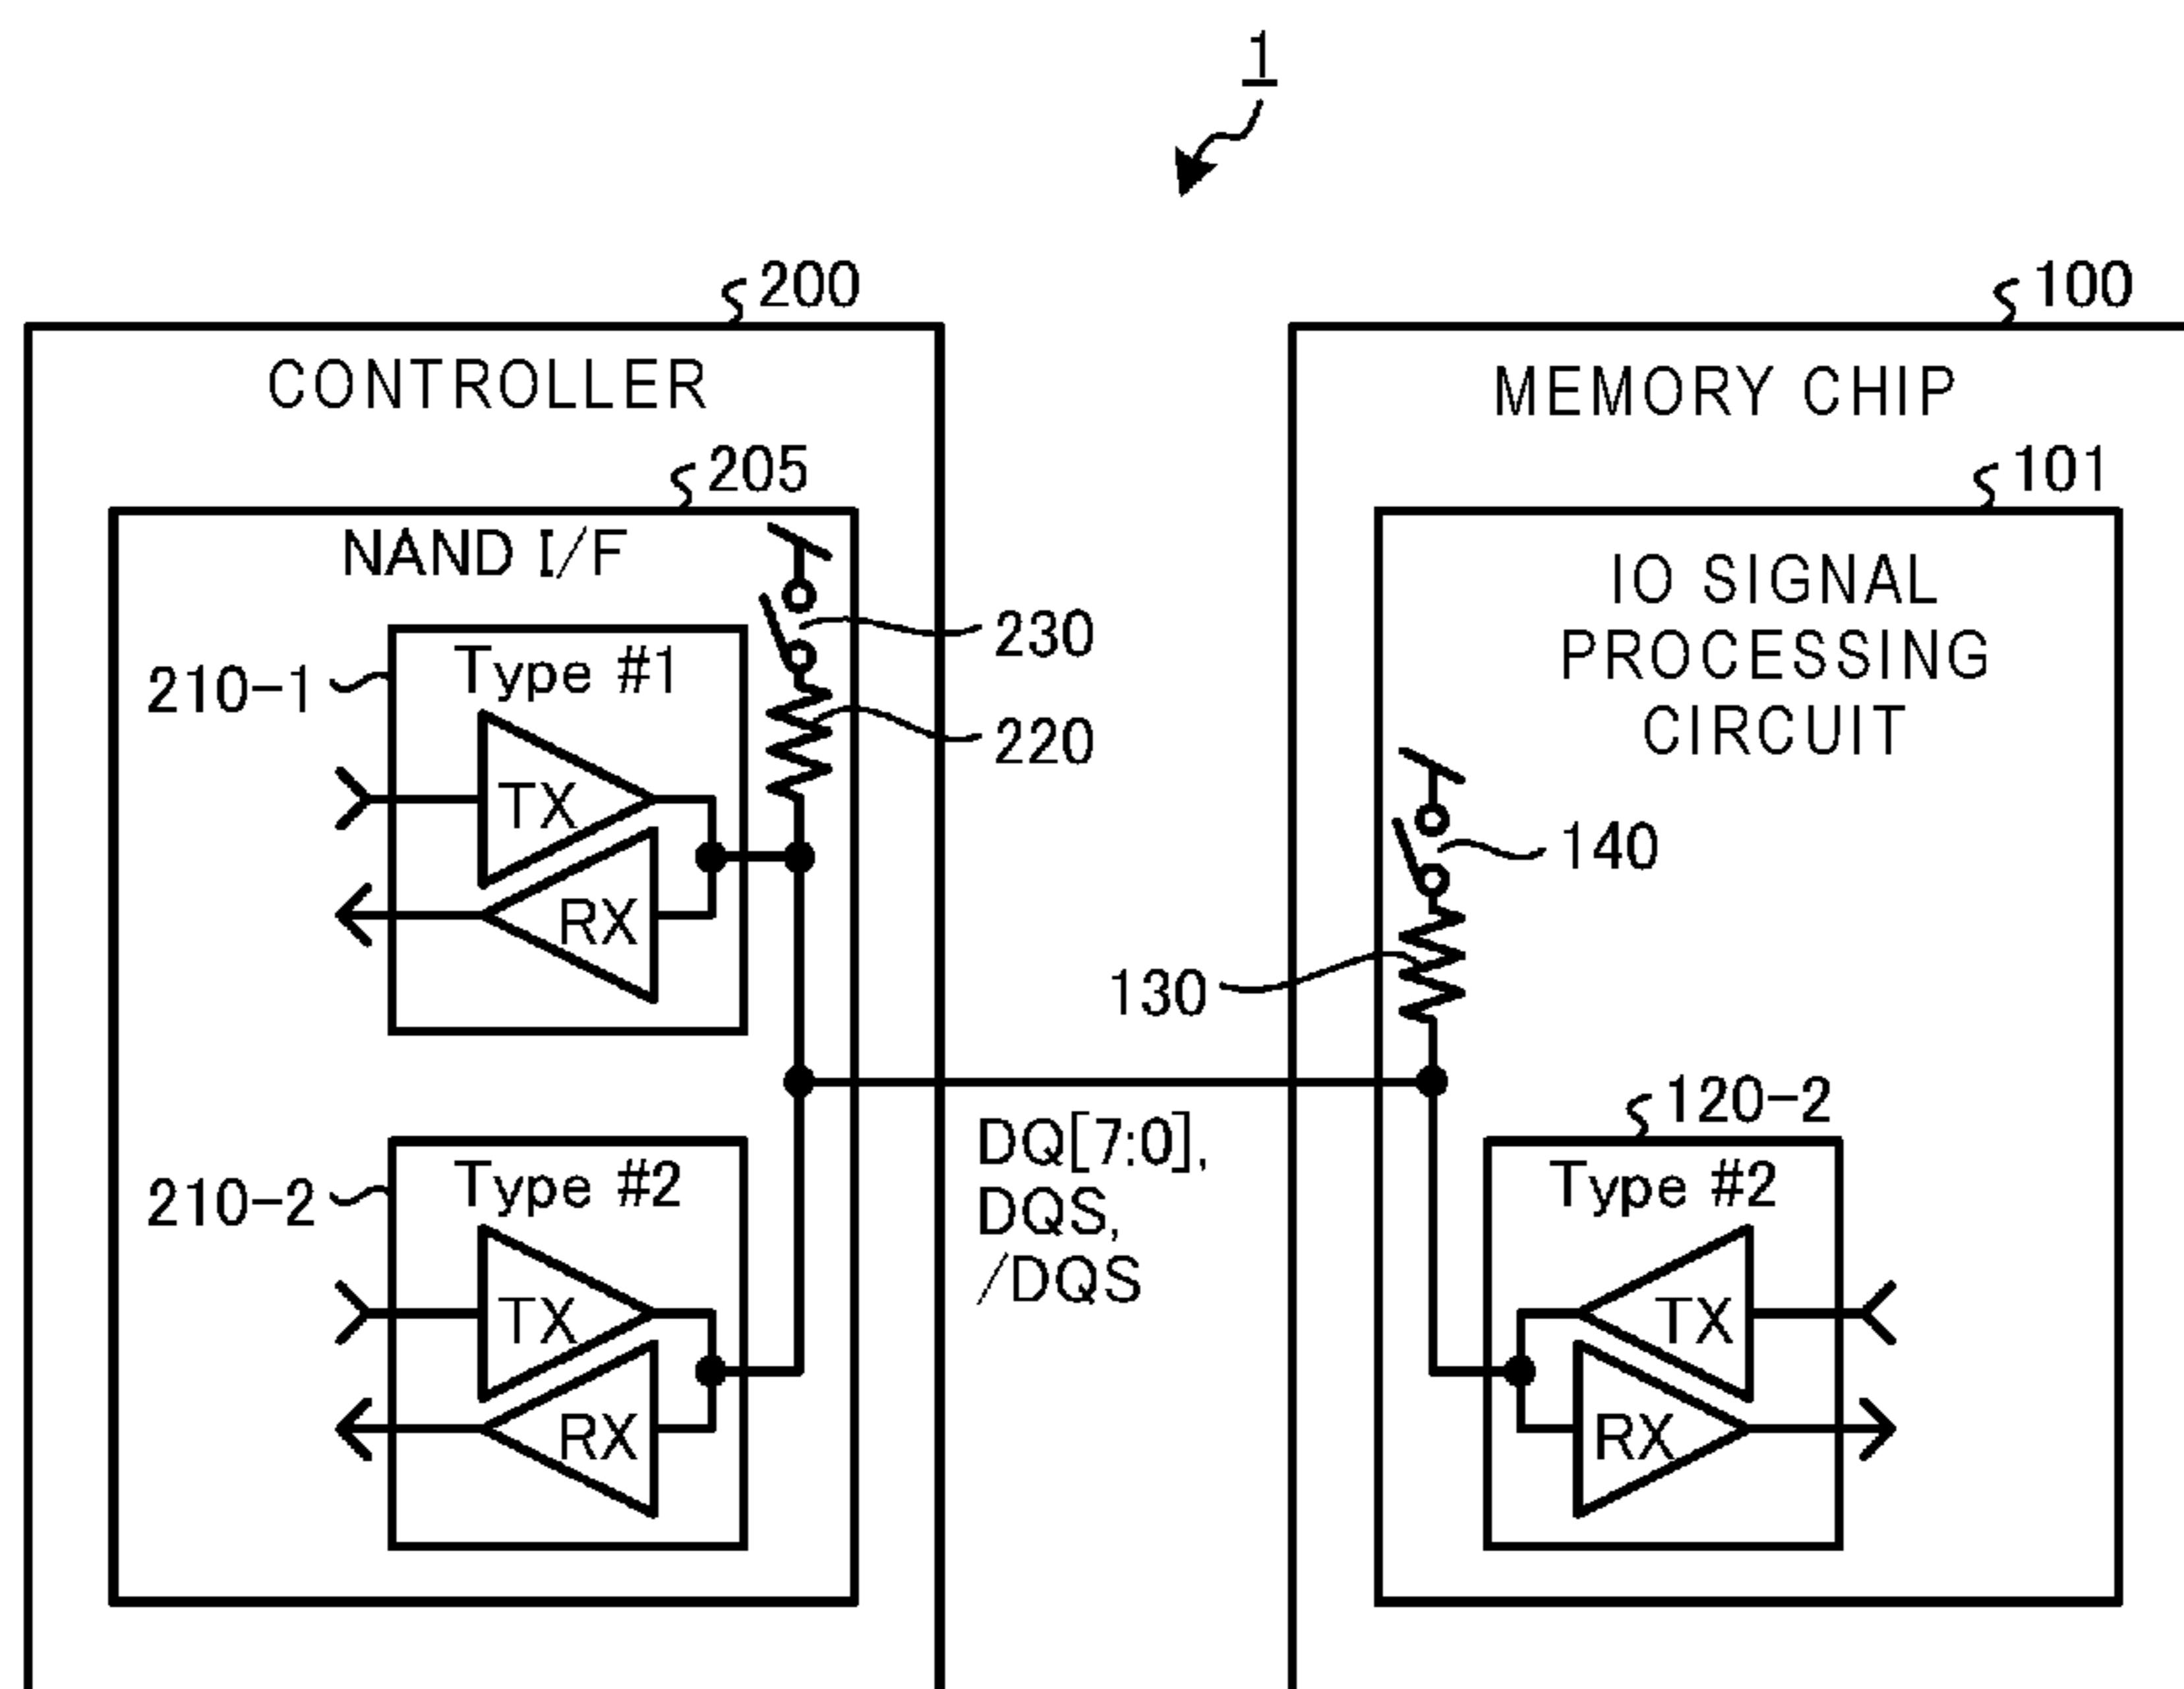 1
200
100
CONTROLLER
MEMORY CHIP
205
101
NAND I/F
IO SIGNAL
PROCESSING
CIRCUIT
230
210-1
Type #1
220
TX
140
RX
130
120-2
DQ[7:0],
DQS,
/DQS
210-2
Type #2
Type #2
TX
TX
RX
RX